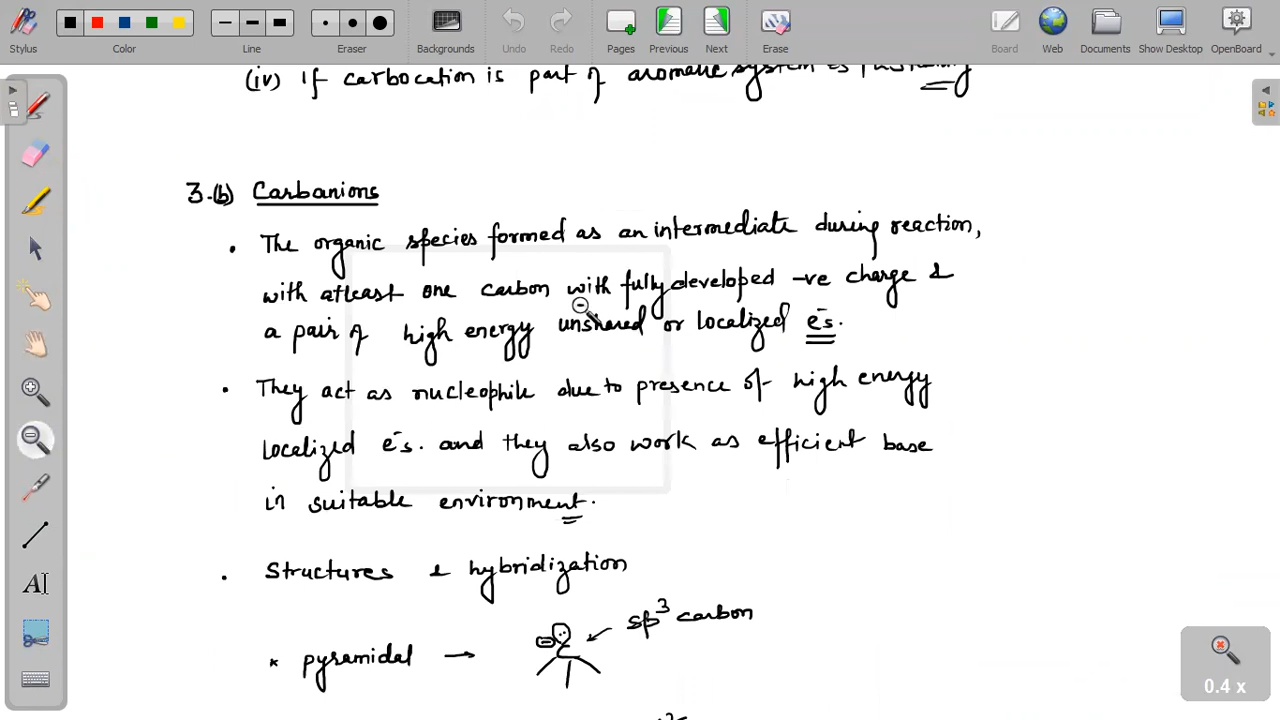 Stylus
Color
Line
Eraser
Backgrounds
Undo
Redo
Pages
Previous
Next
Erase
Board
Web
Documents
Show Desktop
OpenBoard
(iv) If carbocation is part of aromatic system is
3.(b) Carbanions
• The organic species formed as an intermediate during reaction,
with atleast one carbon with fully developed -ve charge &
a pair of high energy unshared or localized e⁻s.
• They act as nucleophile due to presence of high energy
localized e⁻s. and they also work as efficient base
in suitable environment.
• Structures & hybridization
sp³ carbon
* pyramidal →
0.4 x